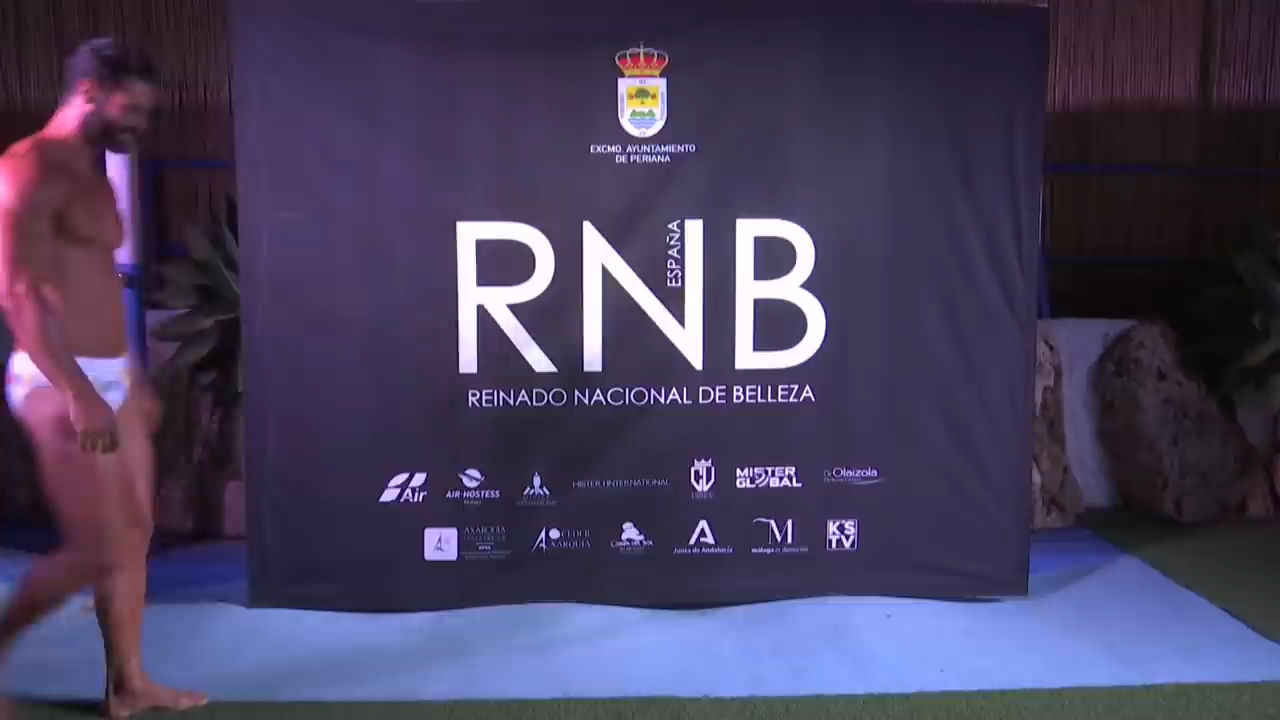 EXCMO. AYUNTAMIENTO
DE PERIANA
RNB
ESPAÑA
REINADO NACIONAL DE BELLEZA
Air
AIR·HOSTESS
MISTER INTERNATIONAL
CU
MISTER
GLOBAL
Olaizola
AXARQUIA
CEDER
AXARQUIA
Junta de Andalucía
M
K'S
TV